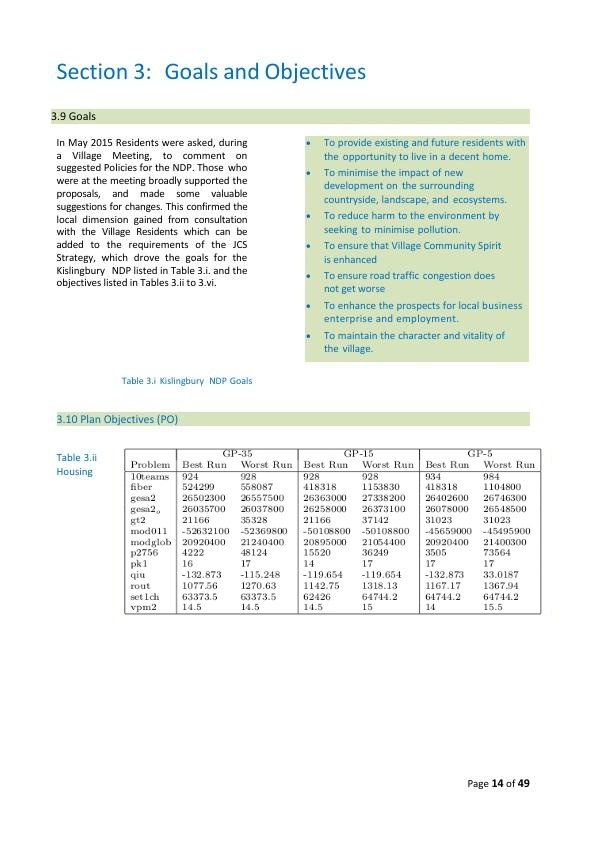 Section 3: Goals and Objectives
3.9 Goals
In May 2015 Residents were asked, during
a Village Meeting, to comment on
suggested Policies for the NDP. Those who
were at the meeting broadly supported the
proposals, and made some valuable
suggestions for changes. This confirmed the
local dimension gained from consultation
with the Village Residents which can be
added to the requirements of the JCS
Strategy, which drove the goals for the
Kislingbury NDP listed in Table 3.i. and the
objectives listed in Tables 3.ii to 3.vi.
• To provide existing and future residents with
the opportunity to live in a decent home.
• To minimise the impact of new
development on the surrounding
countryside, landscape, and ecosystems.
• To reduce harm to the environment by
seeking to minimise pollution.
• To ensure that Village Community Spirit
is enhanced
• To ensure road traffic congestion does
not get worse
• To enhance the prospects for local business
enterprise and employment.
• To maintain the character and vitality of
the village.
Table 3.i Kislingbury NDP Goals
3.10 Plan Objectives (PO)
Table 3.ii
Housing
GP-35 GP-15 GP-5
Problem Best Run Worst Run Best Run Worst Run Best Run Worst Run
10teams 924 928 928 928 934 984
fiber 524299 558087 418318 1153830 418318 1104800
gesa2 26502300 26557500 26363000 27338200 26402600 26746300
gesa2_o 26035700 26037800 26258000 26373100 26078000 26548500
gt2 21166 35328 21166 37142 31023 31023
mod011 -52632100 -52369800 -50108800 -50108800 -45659000 -45495900
modglob 20920400 21240400 20895000 21054400 20920400 21400300
p2756 4222 48124 15520 36249 3505 73564
pk1 16 17 14 17 17 17
qiu -132.873 -115.248 -119.654 -119.654 -132.873 33.0187
rout 1077.56 1270.63 1142.75 1318.15 1167.17 1367.94
set1ch 63373.5 63373.5 62426 64744.2 64744.2 64744.2
vpm2 14.5 14.5 14.5 15 14 15.5
Page 14 of 49